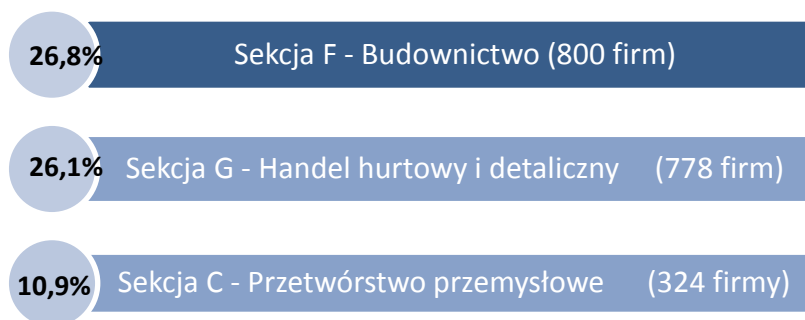 26,8% Sekcja F - Budownictwo (800 firm)
26,1% Sekcja G - Handel hurtowy i detaliczny (778 firm)
10,9% Sekcja C - Przetwórstwo przemysłowe (324 firmy)